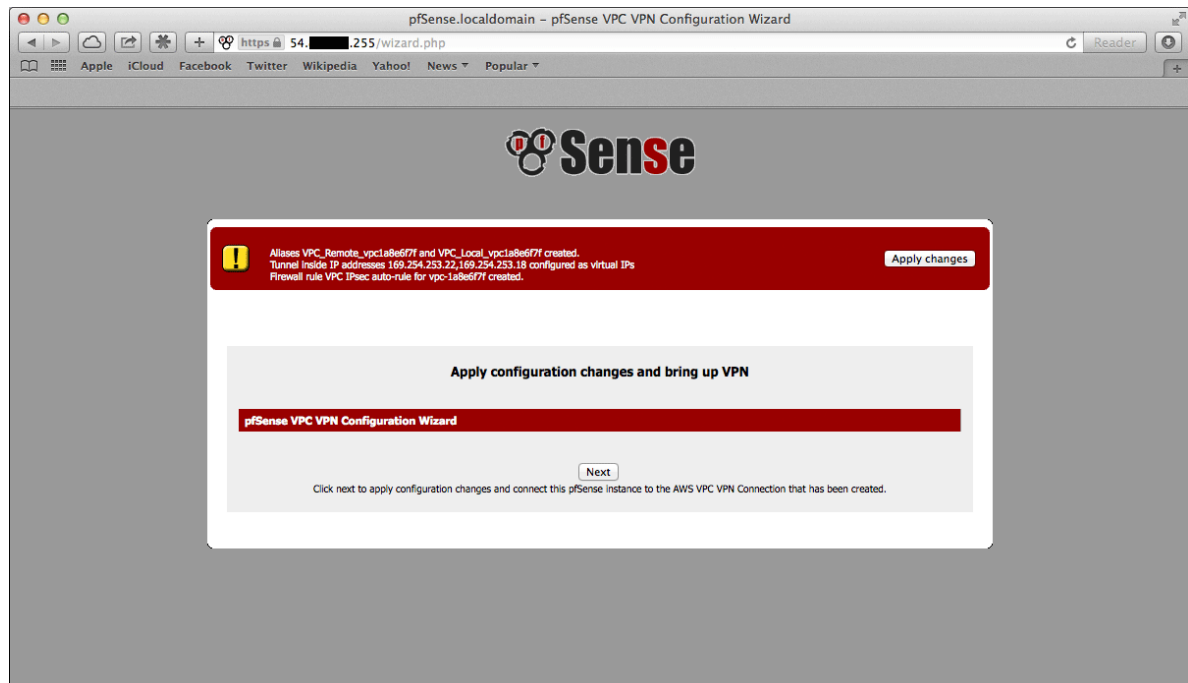 pfSense.localdomain – pfSense VPC VPN Configuration Wizard
https 54. .255/wizard.php
Reader
Apple iCloud Facebook Twitter Wikipedia Yahoo! News Popular
pf Sense
Aliases VPC_Remote_vpc1a8e6f7f and VPC_Local_vpc1a8e6f7f created.
Tunnel inside IP addresses 169.254.253.22,169.254.253.18 configured as virtual IPs
Firewall rule VPC IPsec auto-rule for vpc-1a8e6f7f created.
Apply changes
Apply configuration changes and bring up VPN
pfSense VPC VPN Configuration Wizard
Next
Click next to apply configuration changes and connect this pfSense instance to the AWS VPC VPN Connection that has been created.